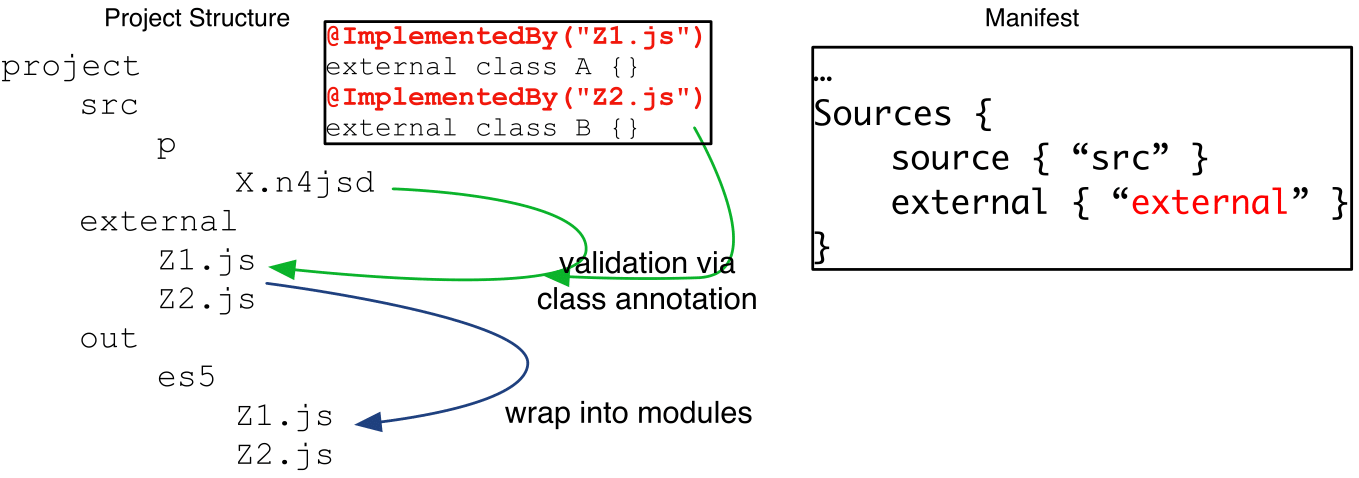 Project Structure
@ImplementedBy("Z1.js")
external class A {}
@ImplementedBy("Z2.js")
external class B {}
project
src
p
X.n4jsd
external
Z1.js
Z2.js
out
es5
Z1.js
Z2.js
validation via
class annotation
wrap into modules
Manifest
…
Sources {
source { “src” }
external { “external” }
}